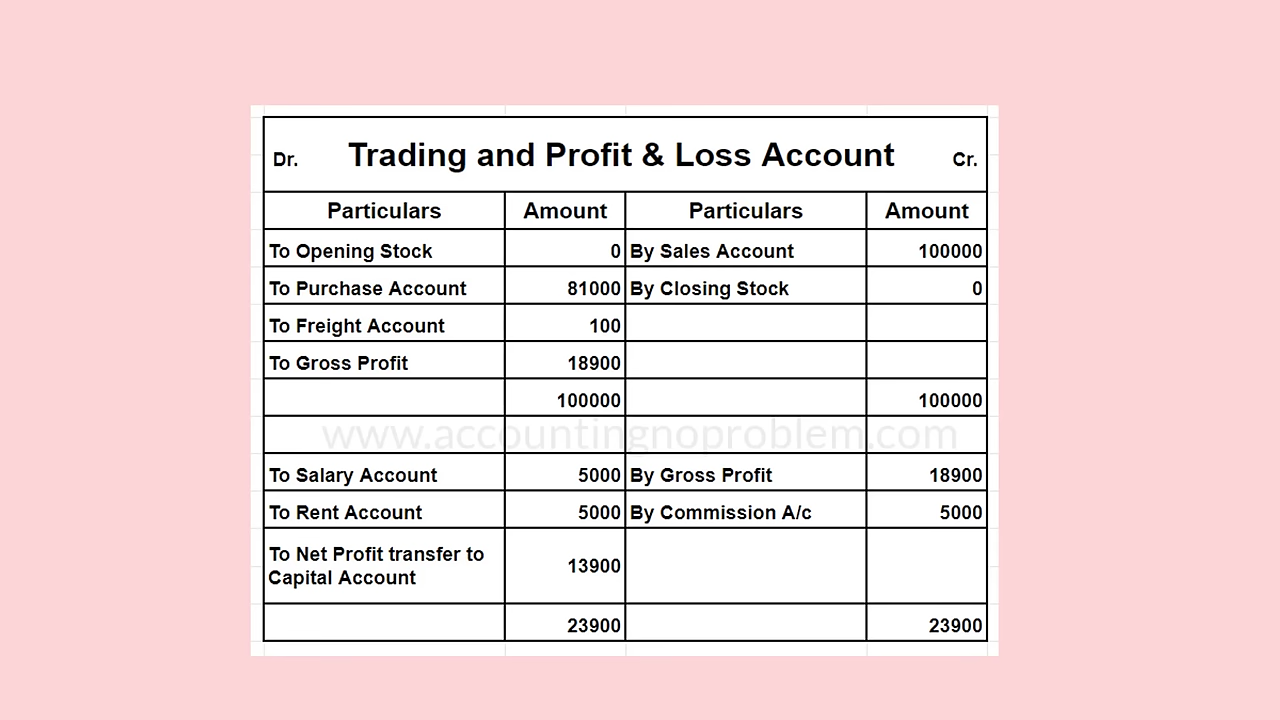 Dr. Trading and Profit & Loss Account Cr.
Particulars Amount Particulars Amount
To Opening Stock 0 By Sales Account 100000
To Purchase Account 81000 By Closing Stock 0
To Freight Account 100
To Gross Profit 18900
100000 100000
www.accountingnoproblem.com
To Salary Account 5000 By Gross Profit 18900
To Rent Account 5000 By Commission A/c 5000
To Net Profit transfer to
Capital Account 13900
23900 23900